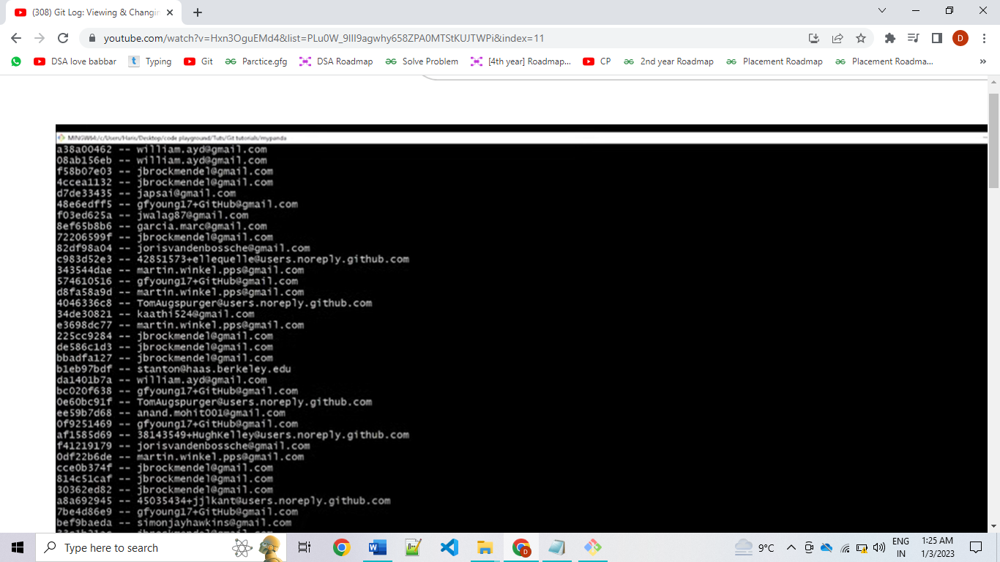 (308) Git Log: Viewing & Changin
youtube.com/watch?v=Hxn3OguEMd4&list=PLu0W_9lII9agwhy658ZPA0MTStKUJTWPi&index=11
D
DSA love babbar Typing Git Parctice.gfg DSA Roadmap Solve Problem [4th year] Roadmap... CP 2nd year Roadmap Placement Roadmap Placement Roadma... »
MINGW64:/c/Users/Haris/Desktop/code playground/Tuts/Git tutorials/mypanda
a38a00462 -- william.ayd@gmail.com
08ab156eb -- william.ayd@gmail.com
f58b07e03 -- jbrockmendel@gmail.com
4ccea1132 -- jbrockmendel@gmail.com
d7de33435 -- japsai@gmail.com
48e6edff5 -- gfyoung17+GitHub@gmail.com
f03ed625a -- jwalag87@gmail.com
8ef65b8b6 -- garcia.marc@gmail.com
72206599f -- jbrockmendel@gmail.com
82df98a04 -- jorisvandenbossche@gmail.com
c983d52e3 -- 42851573+ellequelle@users.noreply.github.com
343544dae -- martin.winkel.pps@gmail.com
574610516 -- gfyoung17+GitHub@gmail.com
d8fa58a9d -- martin.winkel.pps@gmail.com
4046336c8 -- TomAugspurger@users.noreply.github.com
34de30821 -- kaathi524@gmail.com
e3698dc77 -- martin.winkel.pps@gmail.com
225cc9284 -- jbrockmendel@gmail.com
de586c1d3 -- jbrockmendel@gmail.com
bbadfa127 -- jbrockmendel@gmail.com
b1eb97bdf -- stanton@haas.berkeley.edu
da1401b7a -- william.ayd@gmail.com
bc020f638 -- gfyoung17+GitHub@gmail.com
0e60bc91f -- TomAugspurger@users.noreply.github.com
ee59b7d68 -- anand.mohit001@gmail.com
0f9251469 -- gfyoung17+GitHub@gmail.com
af1585d69 -- 38143549+HughKelley@users.noreply.github.com
f41219179 -- jorisvandenbossche@gmail.com
0df22b6de -- martin.winkel.pps@gmail.com
cce0b374f -- jbrockmendel@gmail.com
814c51caf -- jbrockmendel@gmail.com
30362ed82 -- jbrockmendel@gmail.com
a8a692945 -- 45035434+jjlkant@users.noreply.github.com
7be4d86e9 -- gfyoung17+GitHub@gmail.com
bef9baeda -- simonjayhawkins@gmail.com
Type here to search
9°C
ENG
IN
1:25 AM
1/3/2023